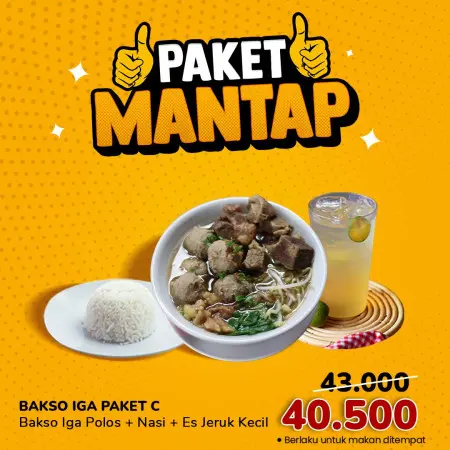 PAKET
MANTAP
BAKSO IGA PAKET C
Bakso Iga Polos + Nasi + Es Jeruk Kecil
43.000
40.500
• Berlaku untuk makan ditempat